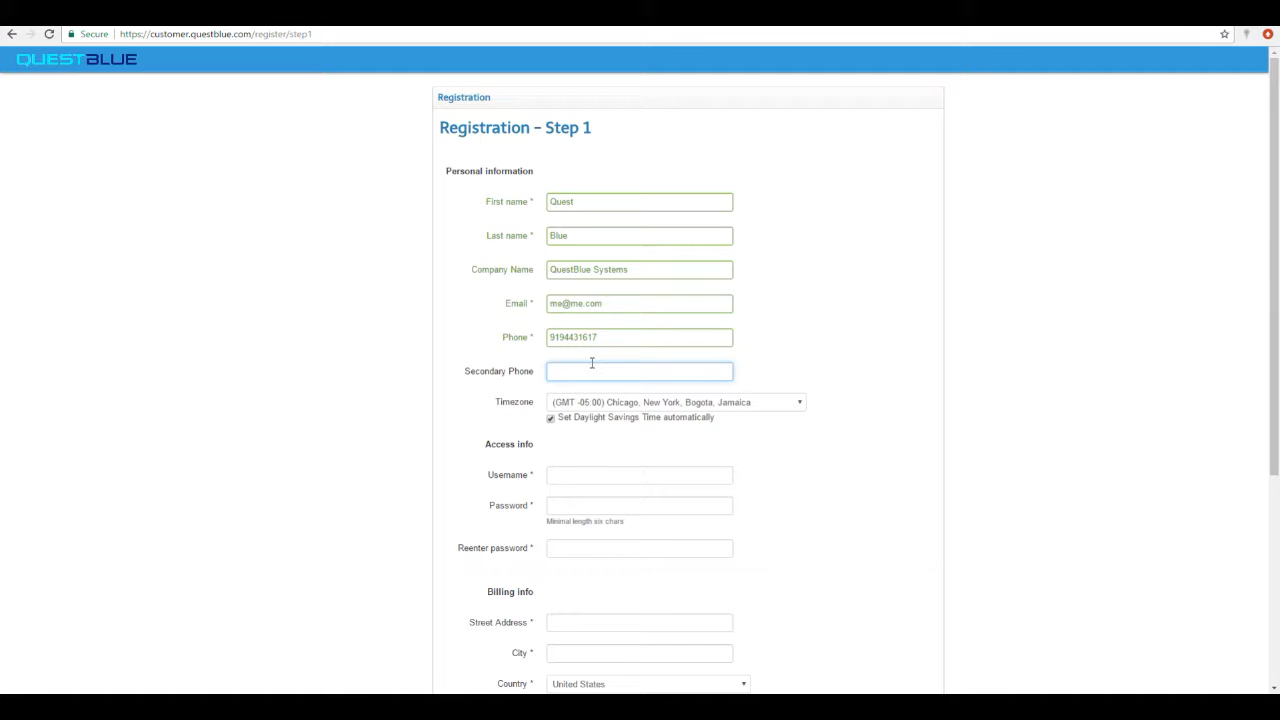 Secure https://customer.questblue.com/register/step1
QUESTBLUE
Registration
Registration - Step 1
Personal information
First name * Quest
Last name * Blue
Company Name QuestBlue Systems
Email * me@me.com
Phone * 9194431617
Secondary Phone
Timezone (GMT -05:00) Chicago, New York, Bogota, Jamaica
Set Daylight Savings Time automatically
Access info
Username *
Password *
Minimal length six chars
Reenter password *
Billing info
Street Address *
City *
Country * United States